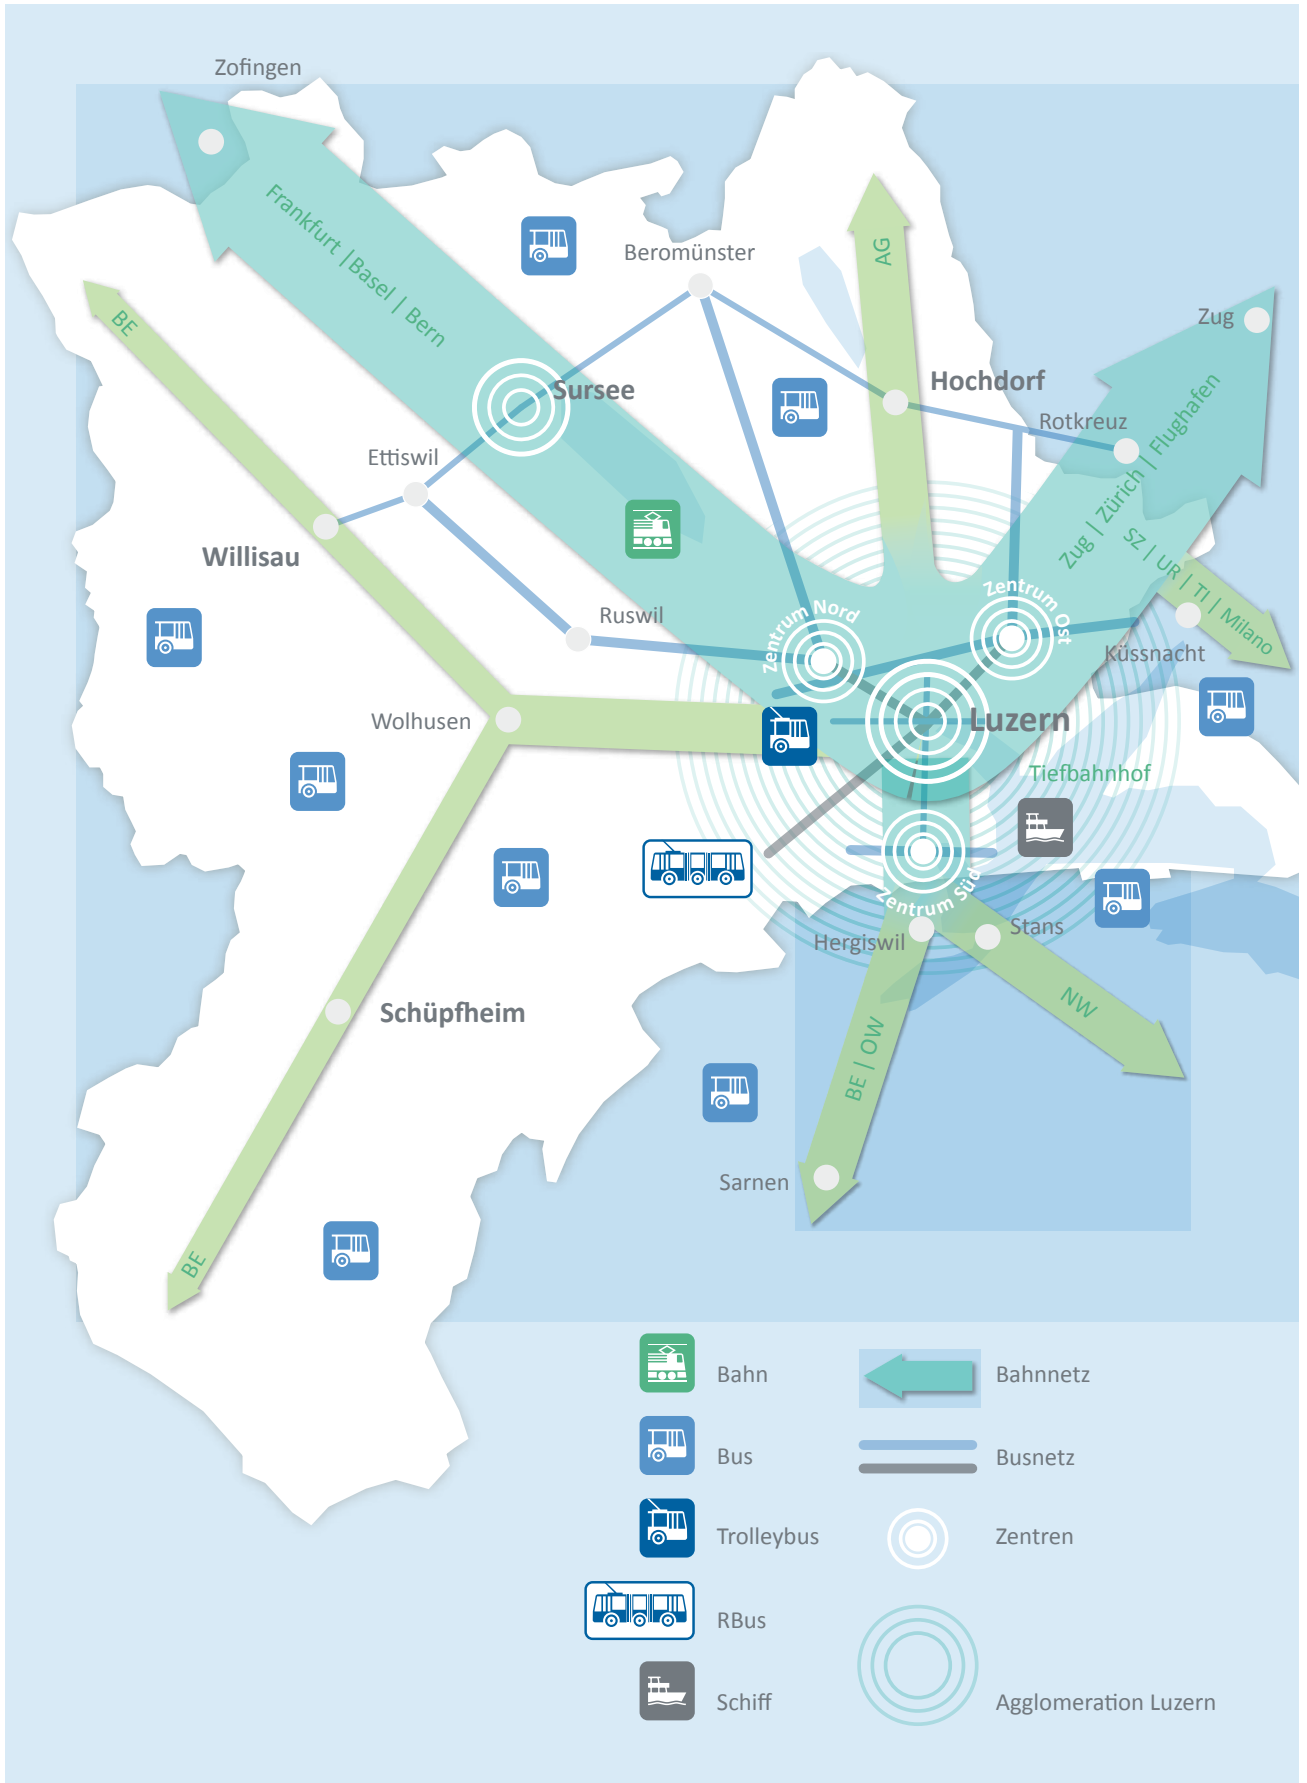 Zofingen
Frankfurt | Basel | Bern
Beromünster
AG
Zug
BE
Sursee
Hochdorf
Rotkreuz
Zug | Zürich | Flughafen
Ettiswil
Willisau
SZ | UR | TI | Milano
Ruswil
Zentrum Nord
Zentrum Ost
Küssnacht
Wolhusen
Luzern
Tiefbahnhof
Zentrum Süd
Hergiswil
Stans
Schüpfheim
NW
BE | OW
Sarnen
BE
Bahn
Bahnnetz
Bus
Busnetz
Trolleybus
Zentren
RBus
Schiff
Agglomeration Luzern